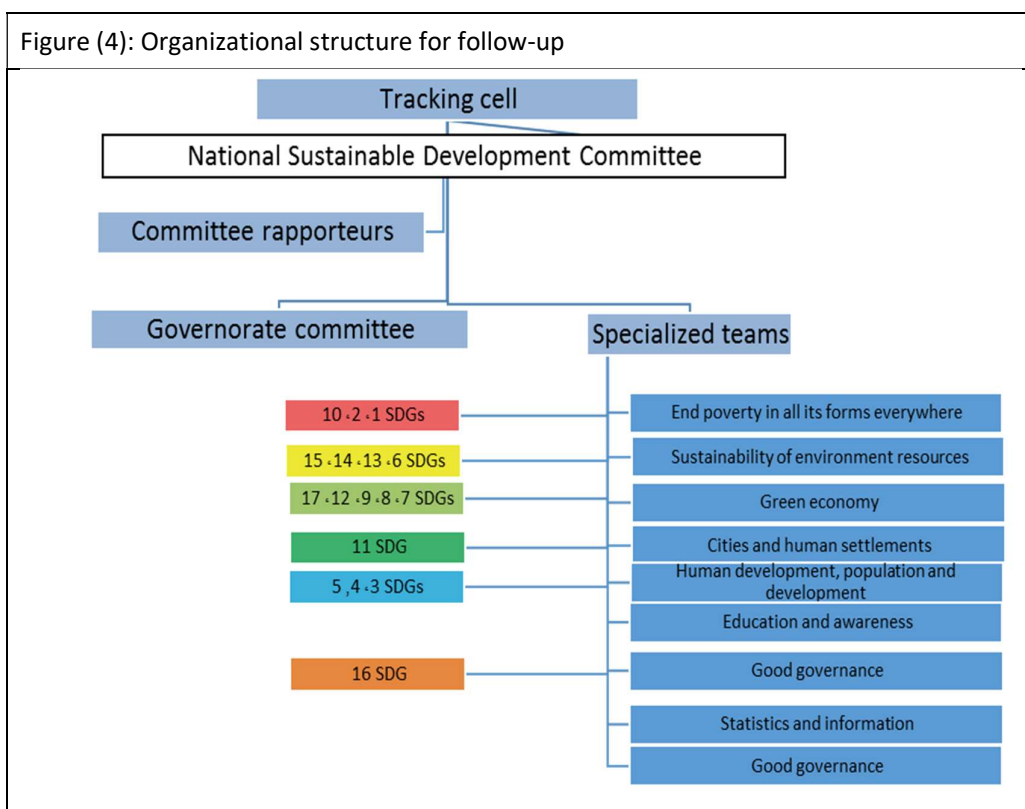 Figure (4): Organizational structure for follow-up
Tracking cell
National Sustainable Development Committee
Committee rapporteurs
Governorate committee
Specialized teams
10 ،2 ،1 SDGs
End poverty in all its forms everywhere
15 ،14 ،13 ،6 SDGs
Sustainability of environment resources
17 ،12 ،9 ،8 ،7 SDGs
Green economy
11 SDG
Cities and human settlements
5 ,4 ،3 SDGs
Human development, population and
development
Education and awareness
16 SDG
Good governance
Statistics and information
Good governance